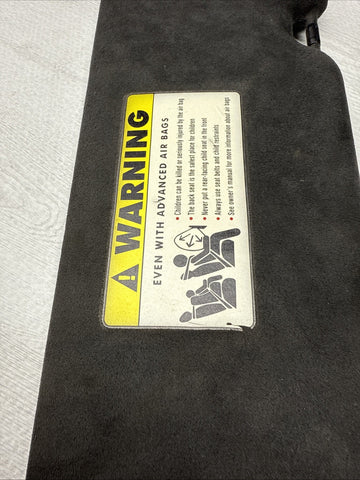 WARNING
EVEN WITH ADVANCED AIR BAGS
• Children can be killed or seriously injured by the air bag
• The back seat is the safest place for children
• Never put a rear-facing child seat in the front
• Always use seat belts and child restraints
• See owner's manual for more information about air bags